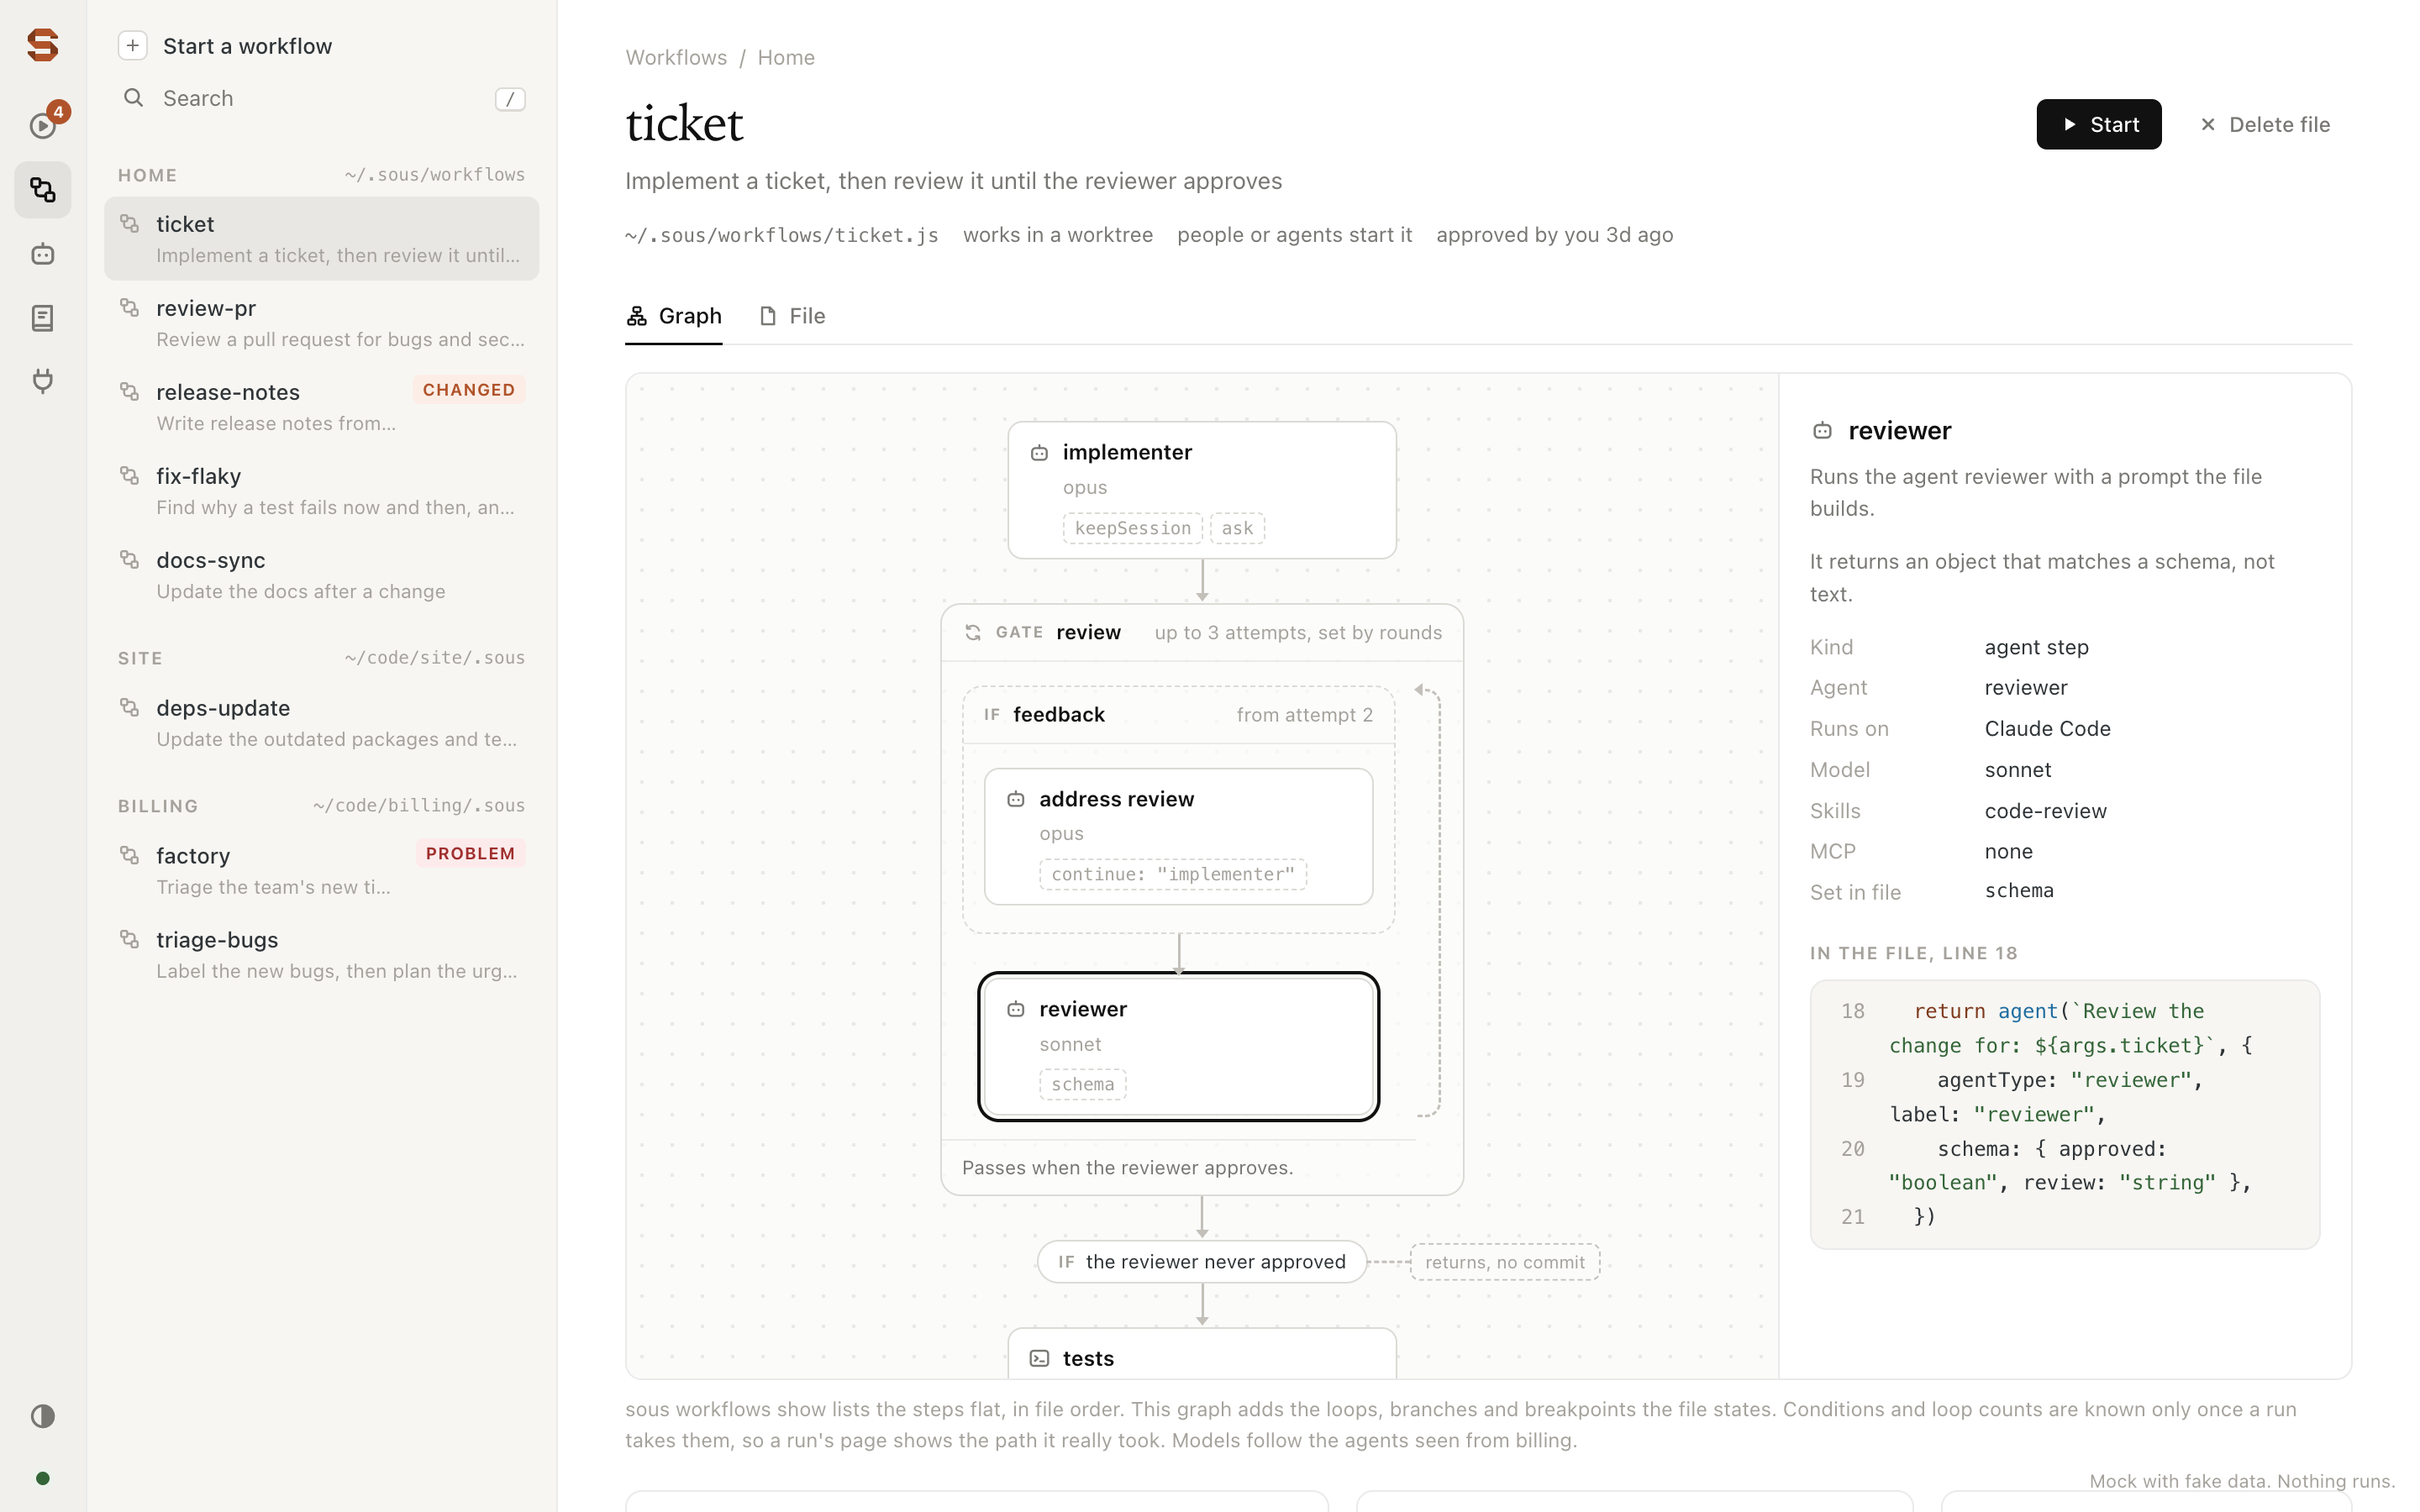 4
Start a workflow
Search /
HOME ~/.sous/workflows
ticket
Implement a ticket, then review it until...
review-pr
Review a pull request for bugs and sec...
release-notes CHANGED
Write release notes from...
fix-flaky
Find why a test fails now and then, an...
docs-sync
Update the docs after a change
SITE ~/code/site/.sous
deps-update
Update the outdated packages and te...
BILLING ~/code/billing/.sous
factory PROBLEM
Triage the team's new ti...
triage-bugs
Label the new bugs, then plan the urg...
Workflows / Home
ticket
Start
Delete file
Implement a ticket, then review it until the reviewer approves
~/.sous/workflows/ticket.js works in a worktree people or agents start it approved by you 3d ago
Graph File
implementer
opus
keepSession ask
GATE review up to 3 attempts, set by rounds
IF feedback from attempt 2
address review
opus
continue: "implementer"
reviewer
sonnet
schema
Passes when the reviewer approves.
IF the reviewer never approved returns, no commit
tests
reviewer
Runs the agent reviewer with a prompt the file
builds.
It returns an object that matches a schema, not
text.
Kind agent step
Agent reviewer
Runs on Claude Code
Model sonnet
Skills code-review
MCP none
Set in file schema
IN THE FILE, LINE 18
18 return agent(`Review the
change for: ${args.ticket}`, {
19 agentType: "reviewer",
label: "reviewer",
20 schema: { approved:
"boolean", review: "string" },
21 })
sous workflows show lists the steps flat, in file order. This graph adds the loops, branches and breakpoints the file states. Conditions and loop counts are known only once a run
takes them, so a run's page shows the path it really took. Models follow the agents seen from billing.
Mock with fake data. Nothing runs.